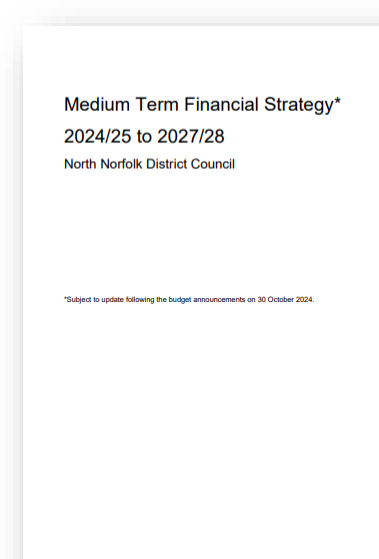 Medium Term Financial Strategy*
2024/25 to 2027/28
North Norfolk District Council
*Subject to update following the budget announcements on 30 October 2024.